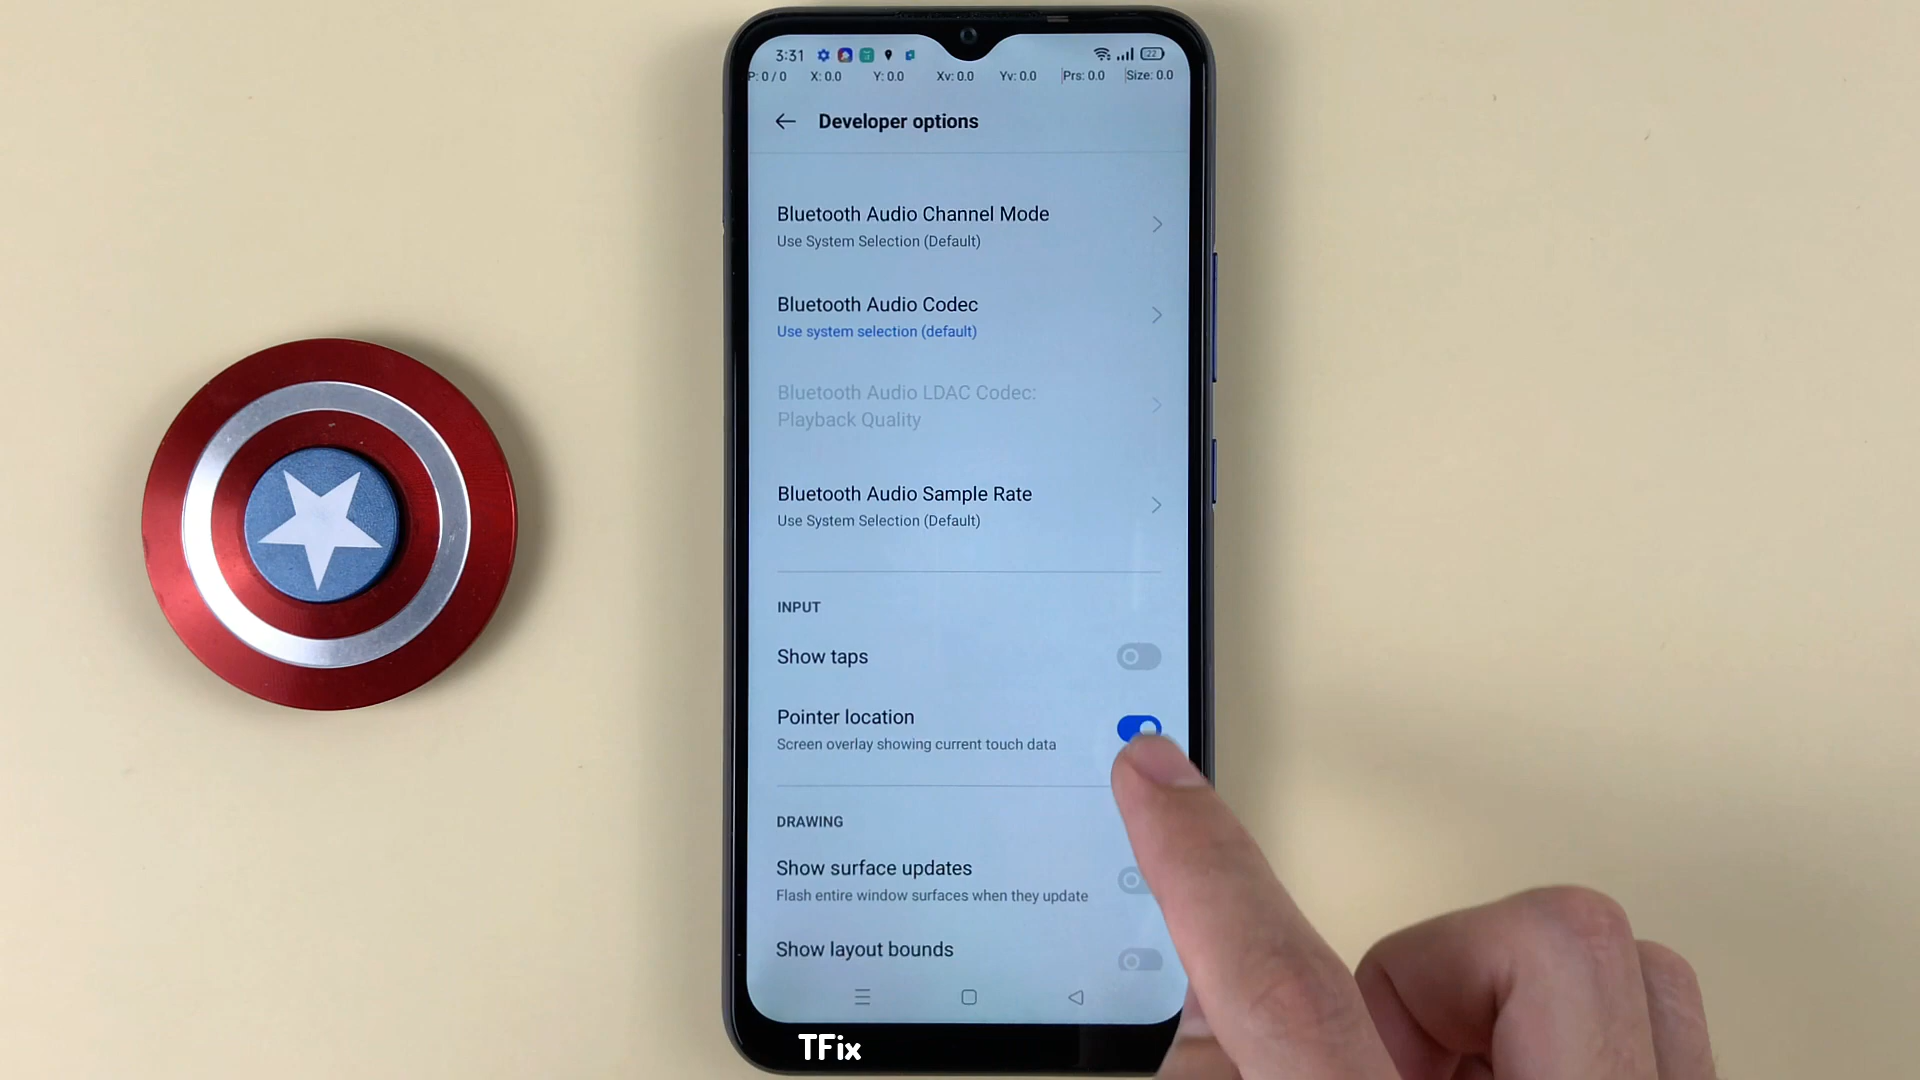 3:31
22
P: 0 / 0 X: 0.0 Y: 0.0 Xv: 0.0 Yv: 0.0 Prs: 0.0 Size: 0.0
Developer options
Bluetooth Audio Channel Mode
Use System Selection (Default)
Bluetooth Audio Codec
Use system selection (default)
Bluetooth Audio LDAC Codec:
Playback Quality
Bluetooth Audio Sample Rate
Use System Selection (Default)
INPUT
Show taps
Pointer location
Screen overlay showing current touch data
DRAWING
Show surface updates
Flash entire window surfaces when they update
Show layout bounds
TFix